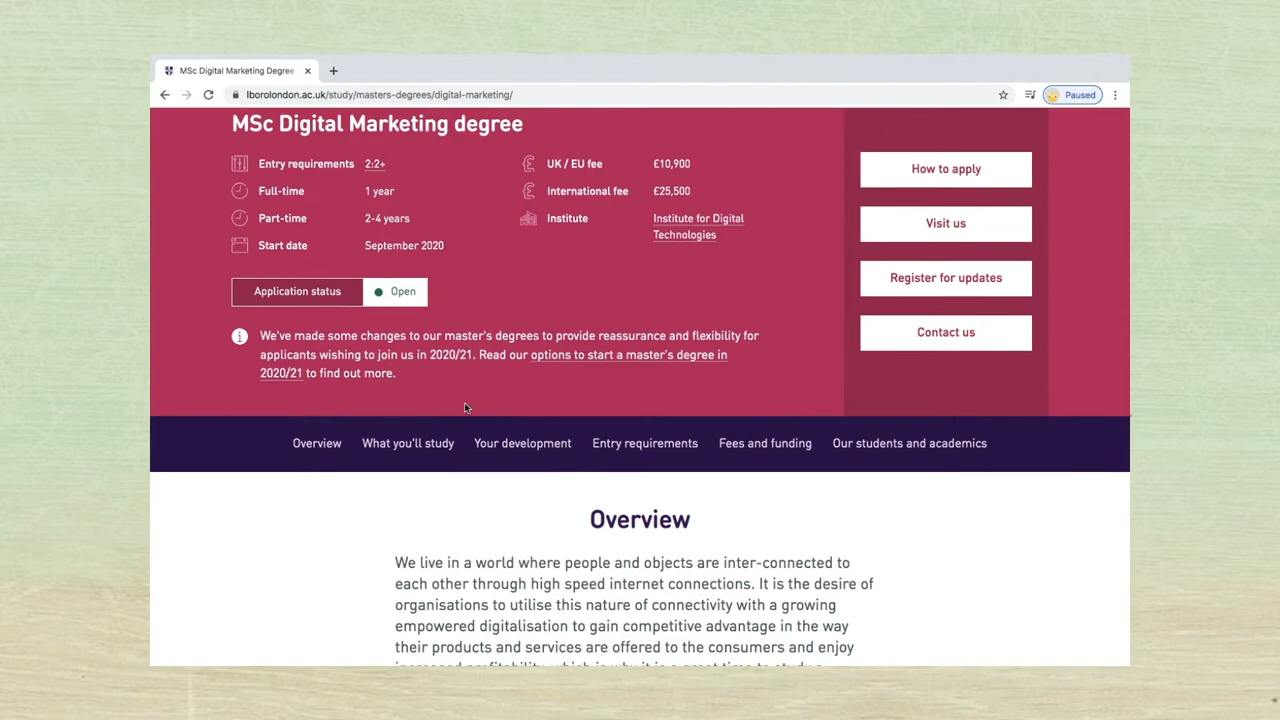 MSc Digital Marketing Degree
Paused
lborolondon.ac.uk/study/masters-degrees/digital-marketing/
MSc Digital Marketing degree
Entry requirements 2:2+
Full-time 1 year
Part-time 2-4 years
Start date September 2020
UK / EU fee £10,900
International fee £25,500
Institute Institute for Digital
Technologies
Application status Open
We've made some changes to our master's degrees to provide reassurance and flexibility for
applicants wishing to join us in 2020/21. Read our options to start a master's degree in
2020/21 to find out more.
How to apply
Visit us
Register for updates
Contact us
Overview What you'll study Your development Entry requirements Fees and funding Our students and academics
Overview
We live in a world where people and objects are inter-connected to
each other through high speed internet connections. It is the desire of
organisations to utilise this nature of connectivity with a growing
empowered digitalisation to gain competitive advantage in the way
their products and services are offered to the consumers and enjoy